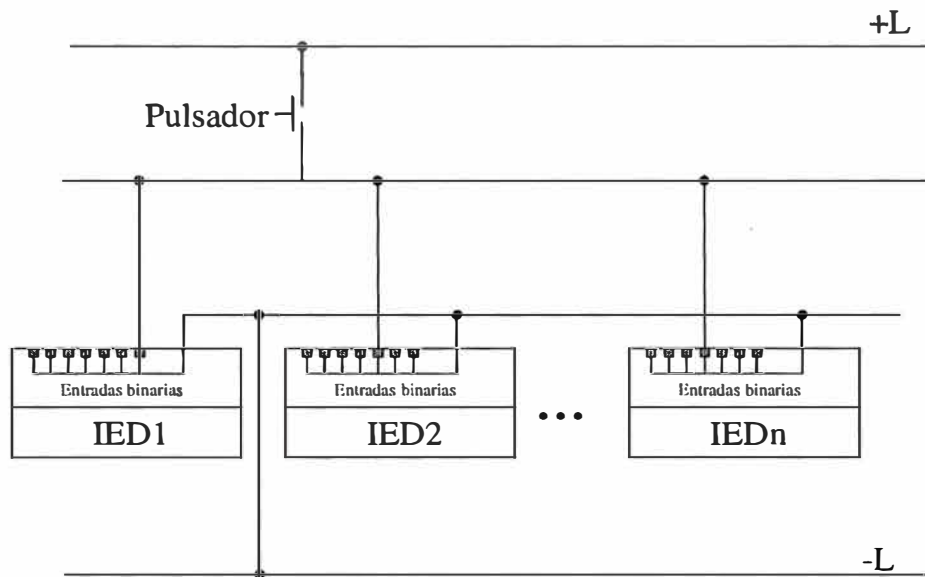 +L
Pulsador
Entradas binarias
Entradas binarias
Entradas binarias
IED1
IED2
...
IEDn
-L